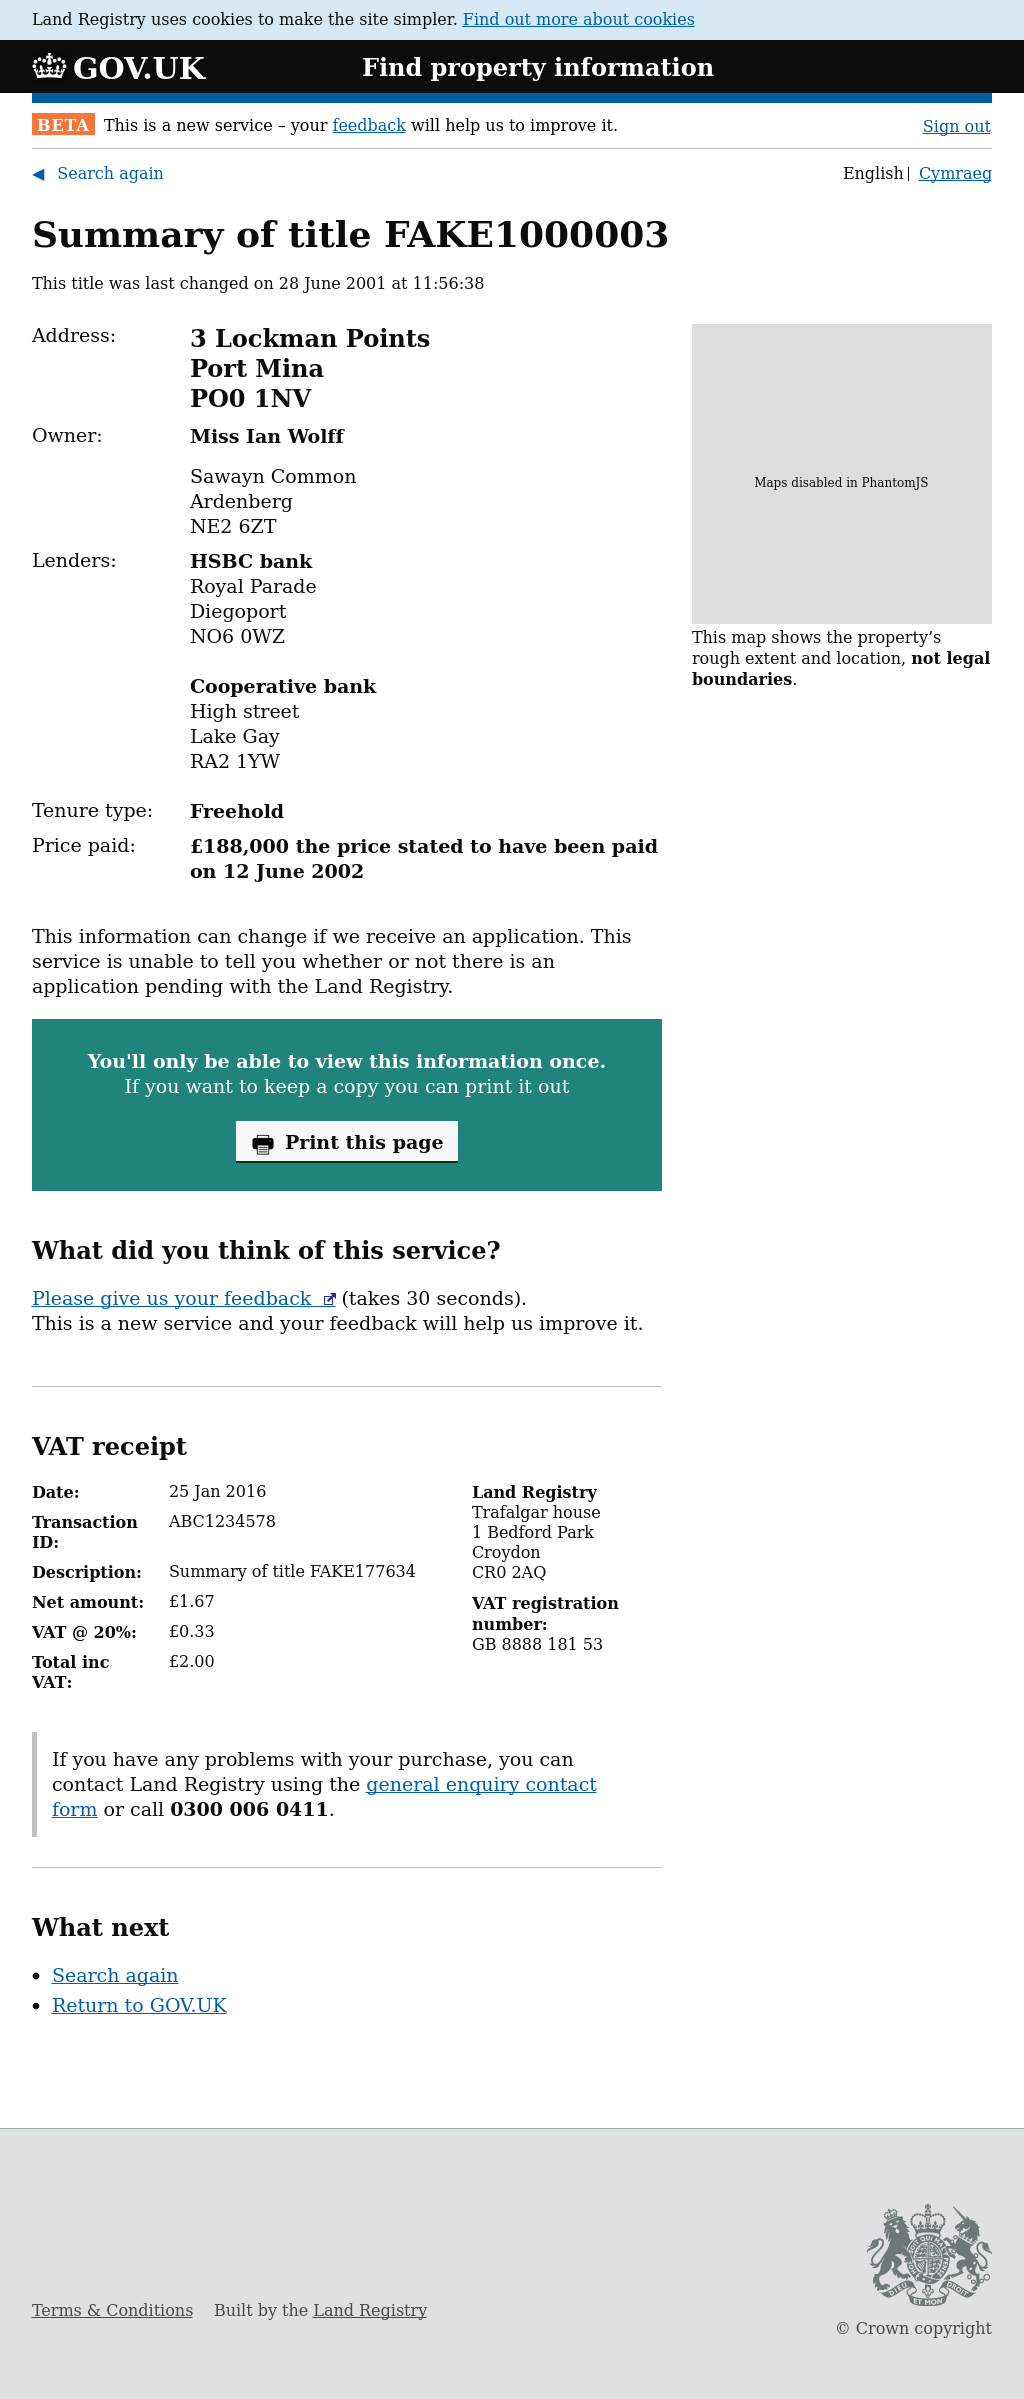 Land Registry uses cookies to make the site simpler. Find out more about cookies
GOV.UK
Find property information
BETA This is a new service – your feedback will help us to improve it.
Sign out
◀ Search again
English | Cymraeg
Summary of title FAKE1000003
This title was last changed on 28 June 2001 at 11:56:38
Address:
3 Lockman Points
Port Mina
PO0 1NV
Owner:
Miss Ian Wolff
Sawayn Common
Ardenberg
NE2 6ZT
Lenders:
HSBC bank
Royal Parade
Diegoport
NO6 0WZ
Cooperative bank
High street
Lake Gay
RA2 1YW
Tenure type:
Freehold
Price paid:
£188,000 the price stated to have been paid
on 12 June 2002
Maps disabled in PhantomJS
This map shows the property’s
rough extent and location, not legal
boundaries.
This information can change if we receive an application. This
service is unable to tell you whether or not there is an
application pending with the Land Registry.
You'll only be able to view this information once.
If you want to keep a copy you can print it out
Print this page
What did you think of this service?
Please give us your feedback (takes 30 seconds).
This is a new service and your feedback will help us improve it.
VAT receipt
Date:
25 Jan 2016
Transaction
ID:
ABC1234578
Description:
Summary of title FAKE177634
Net amount:
£1.67
VAT @ 20%:
£0.33
Total inc
VAT:
£2.00
Land Registry
Trafalgar house
1 Bedford Park
Croydon
CR0 2AQ
VAT registration
number:
GB 8888 181 53
If you have any problems with your purchase, you can
contact Land Registry using the general enquiry contact
form or call 0300 006 0411.
What next
• Search again
• Return to GOV.UK
DIEU ET MON DROIT
Terms & Conditions
Built by the Land Registry
© Crown copyright